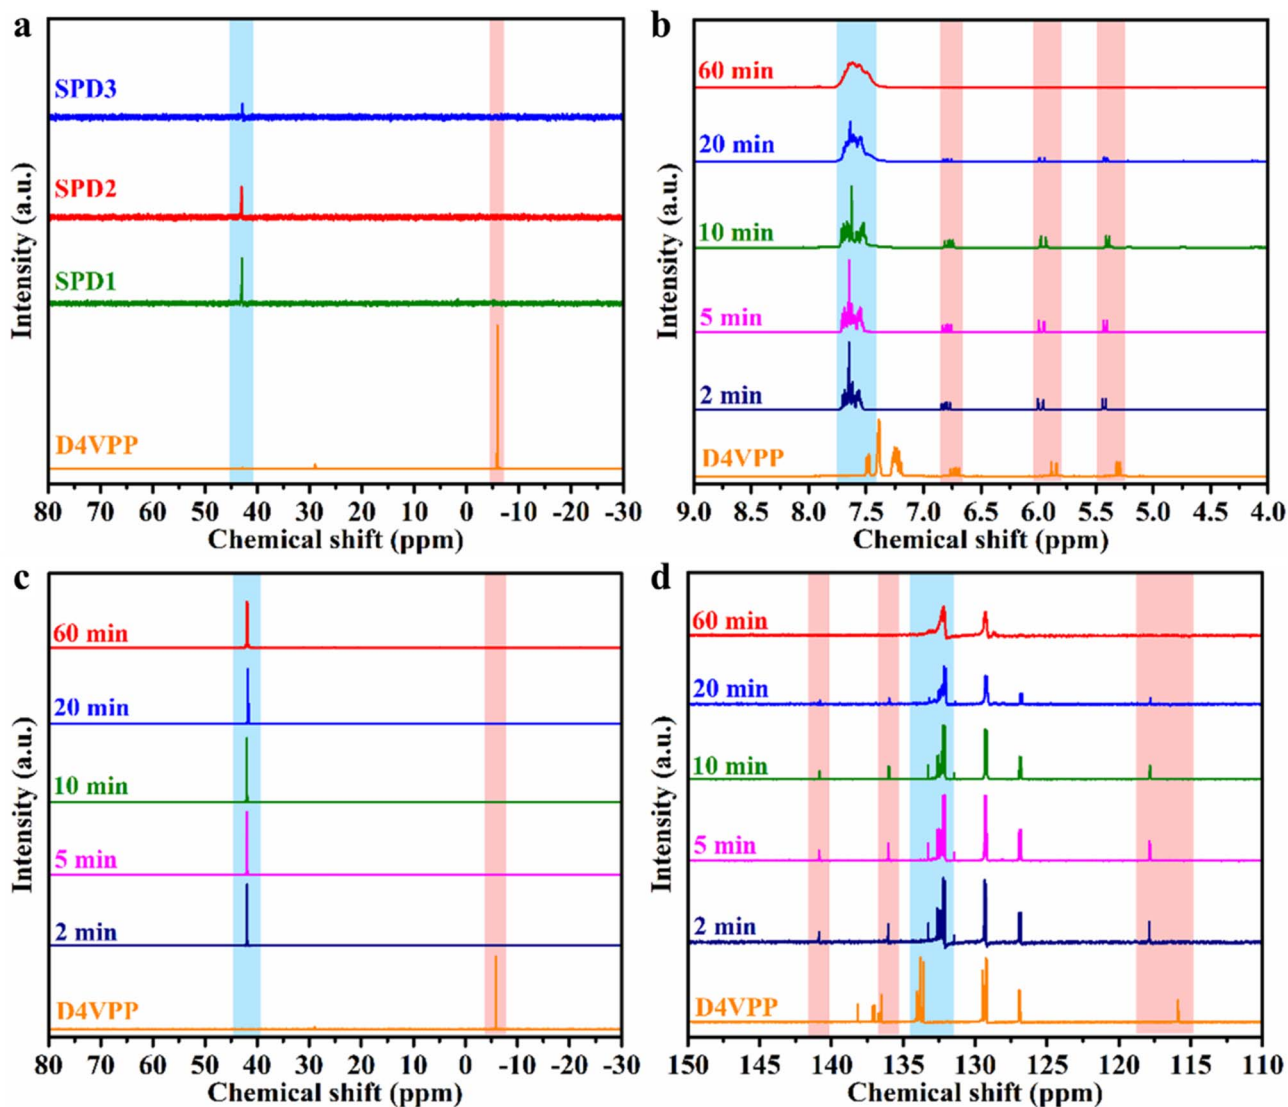 a
SPD3
SPD2
SPD1
D4VPP
Intensity (a.u.)
80 70 60 50 40 30 20 10 0 -10 -20 -30
Chemical shift (ppm)
b
60 min
20 min
10 min
5 min
2 min
D4VPP
Intensity (a.u.)
9.0 8.5 8.0 7.5 7.0 6.5 6.0 5.5 5.0 4.5 4.0
Chemical shift (ppm)
c
60 min
20 min
10 min
5 min
2 min
D4VPP
Intensity (a.u.)
80 70 60 50 40 30 20 10 0 -10 -20 -30
Chemical shift (ppm)
d
60 min
20 min
10 min
5 min
2 min
D4VPP
Intensity (a.u.)
150 145 140 135 130 125 120 115 110
Chemical shift (ppm)